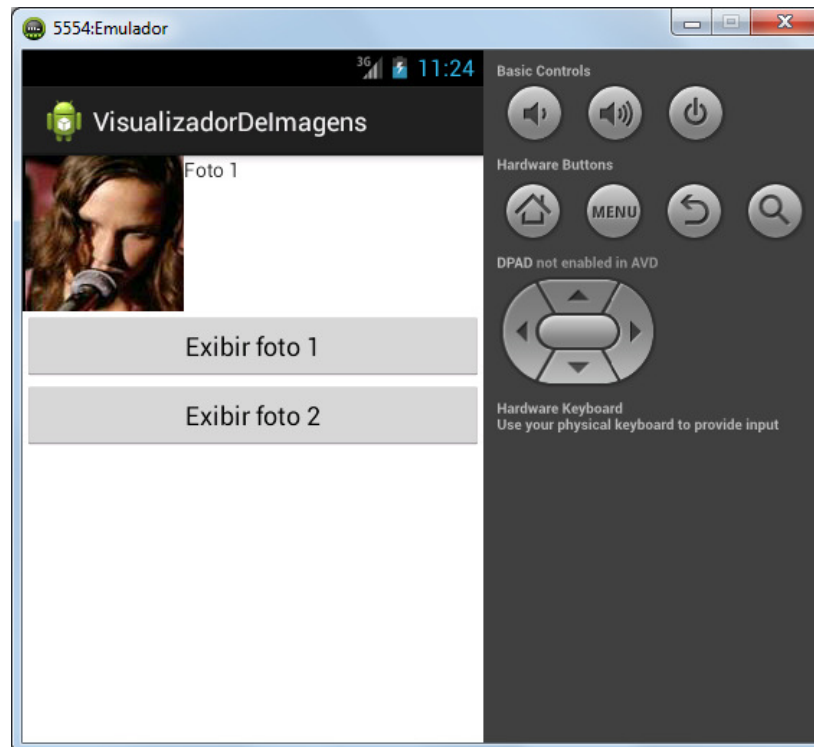 5554:Emulador
3G 11:24
VisualizadorDeImagens
Foto 1
Exibir foto 1
Exibir foto 2
Basic Controls
Hardware Buttons
MENU
DPAD not enabled in AVD
Hardware Keyboard
Use your physical keyboard to provide input